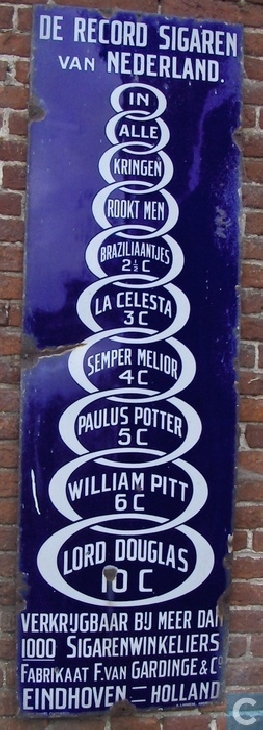 DE RECORD SIGAREN
VAN NEDERLAND.
IN
ALLE
KRINGEN
ROOKT MEN
BRAZILIAANTJES
2½ C
LA CELESTA
3 C
SEMPER MELIOR
4 C
PAULUS POTTER
5 C
WILLIAM PITT
6 C
LORD DOUGLAS
10 C
VERKRIJGBAAR BIJ MEER DAN
1000 SIGARENWINKELIERS
FABRIKAAT F. VAN GARDINGE & Co
EINDHOVEN — HOLLAND
C